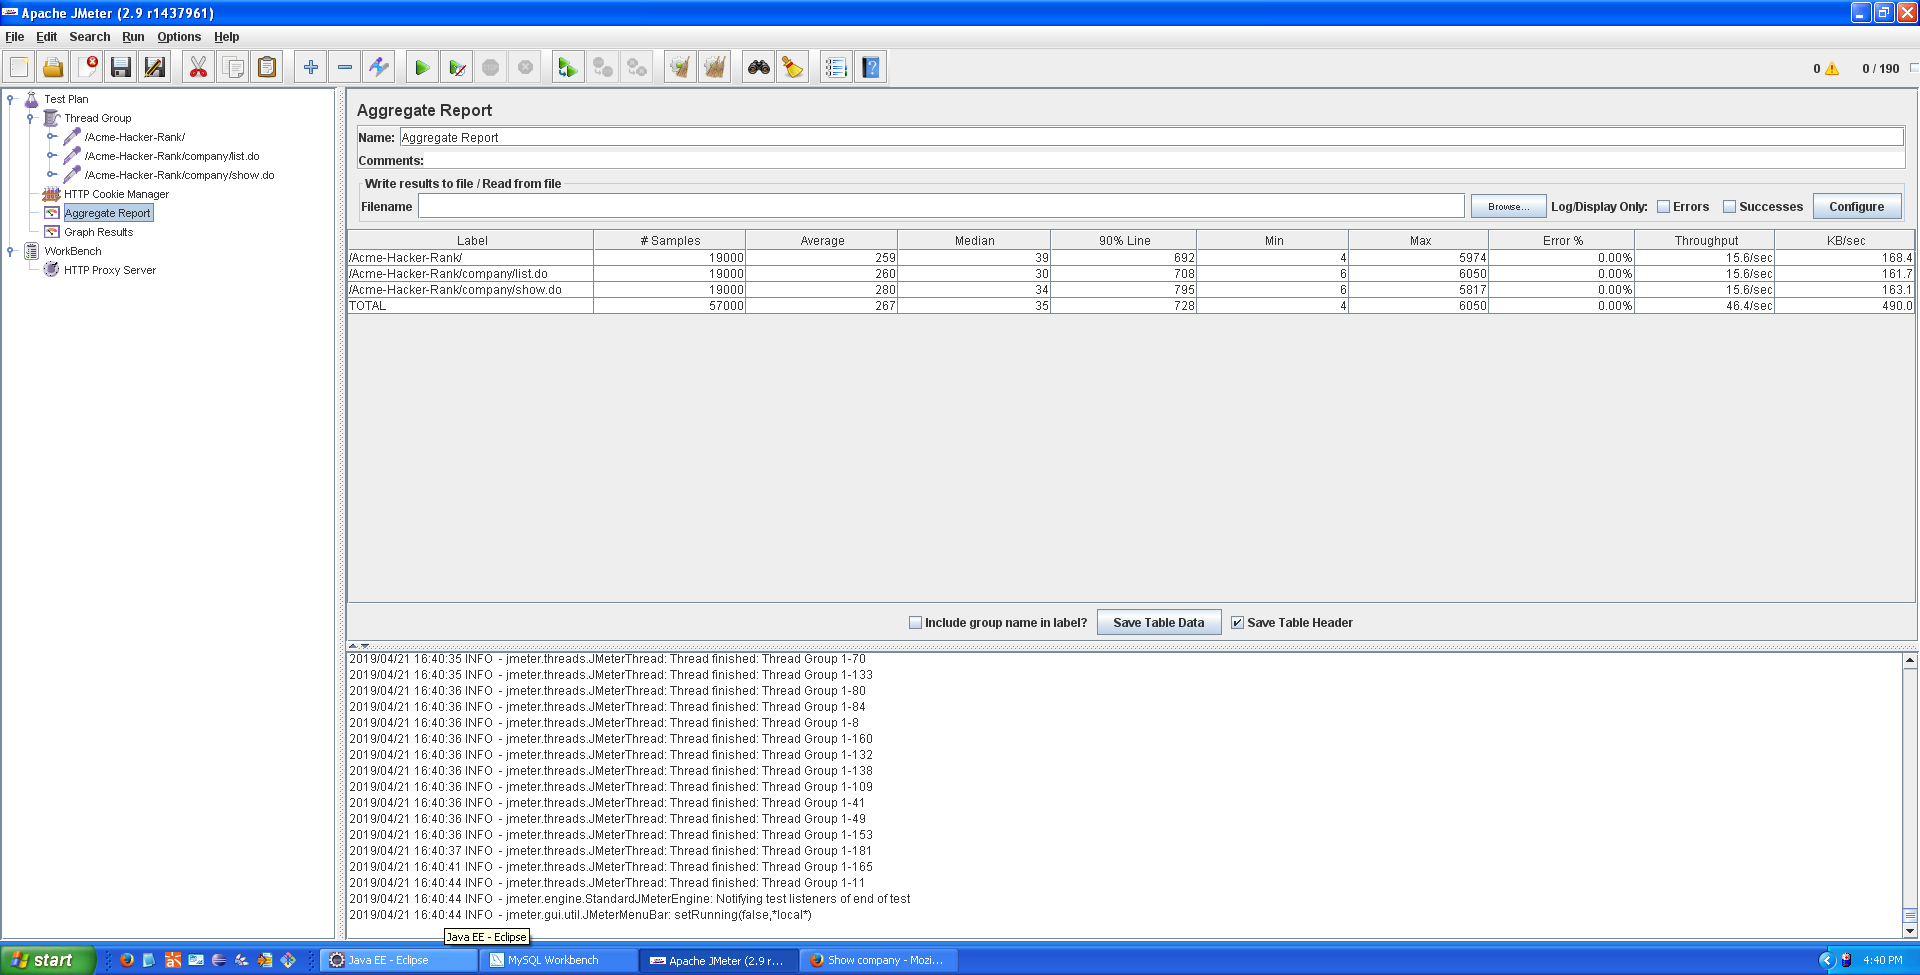 Apache JMeter (2.9 r1437961)
File Edit Search Run Options Help
0 0 / 190
Test Plan
Thread Group
/Acme-Hacker-Rank/
/Acme-Hacker-Rank/company/list.do
/Acme-Hacker-Rank/company/show.do
HTTP Cookie Manager
Aggregate Report
Graph Results
WorkBench
HTTP Proxy Server
Aggregate Report
Name: Aggregate Report
Comments:
Write results to file / Read from file
Filename Browse... Log/Display Only: Errors Successes Configure
Label # Samples Average Median 90% Line Min Max Error % Throughput KB/sec
/Acme-Hacker-Rank/ 19000 259 39 692 4 5974 0.00% 15.6/sec 168.4
/Acme-Hacker-Rank/company/list.do 19000 260 30 708 6 6050 0.00% 15.6/sec 161.7
/Acme-Hacker-Rank/company/show.do 19000 280 34 795 6 5817 0.00% 15.6/sec 163.1
TOTAL 57000 267 35 728 4 6050 0.00% 46.4/sec 490.0
Include group name in label? Save Table Data Save Table Header
2019/04/21 16:40:35 INFO - jmeter.threads.JMeterThread: Thread finished: Thread Group 1-70
2019/04/21 16:40:35 INFO - jmeter.threads.JMeterThread: Thread finished: Thread Group 1-133
2019/04/21 16:40:36 INFO - jmeter.threads.JMeterThread: Thread finished: Thread Group 1-80
2019/04/21 16:40:36 INFO - jmeter.threads.JMeterThread: Thread finished: Thread Group 1-84
2019/04/21 16:40:36 INFO - jmeter.threads.JMeterThread: Thread finished: Thread Group 1-8
2019/04/21 16:40:36 INFO - jmeter.threads.JMeterThread: Thread finished: Thread Group 1-160
2019/04/21 16:40:36 INFO - jmeter.threads.JMeterThread: Thread finished: Thread Group 1-132
2019/04/21 16:40:36 INFO - jmeter.threads.JMeterThread: Thread finished: Thread Group 1-138
2019/04/21 16:40:36 INFO - jmeter.threads.JMeterThread: Thread finished: Thread Group 1-109
2019/04/21 16:40:36 INFO - jmeter.threads.JMeterThread: Thread finished: Thread Group 1-41
2019/04/21 16:40:36 INFO - jmeter.threads.JMeterThread: Thread finished: Thread Group 1-49
2019/04/21 16:40:36 INFO - jmeter.threads.JMeterThread: Thread finished: Thread Group 1-153
2019/04/21 16:40:37 INFO - jmeter.threads.JMeterThread: Thread finished: Thread Group 1-181
2019/04/21 16:40:41 INFO - jmeter.threads.JMeterThread: Thread finished: Thread Group 1-165
2019/04/21 16:40:44 INFO - jmeter.threads.JMeterThread: Thread finished: Thread Group 1-11
2019/04/21 16:40:44 INFO - jmeter.engine.StandardJMeterEngine: Notifying test listeners of end of test
2019/04/21 16:40:44 INFO - jmeter.gui.util.JMeterMenuBar: setRunning(false,*local*)
Java EE - Eclipse
start Java EE - Eclipse MySQL Workbench Apache JMeter (2.9 r... Show company - Mozi... 4:40 PM